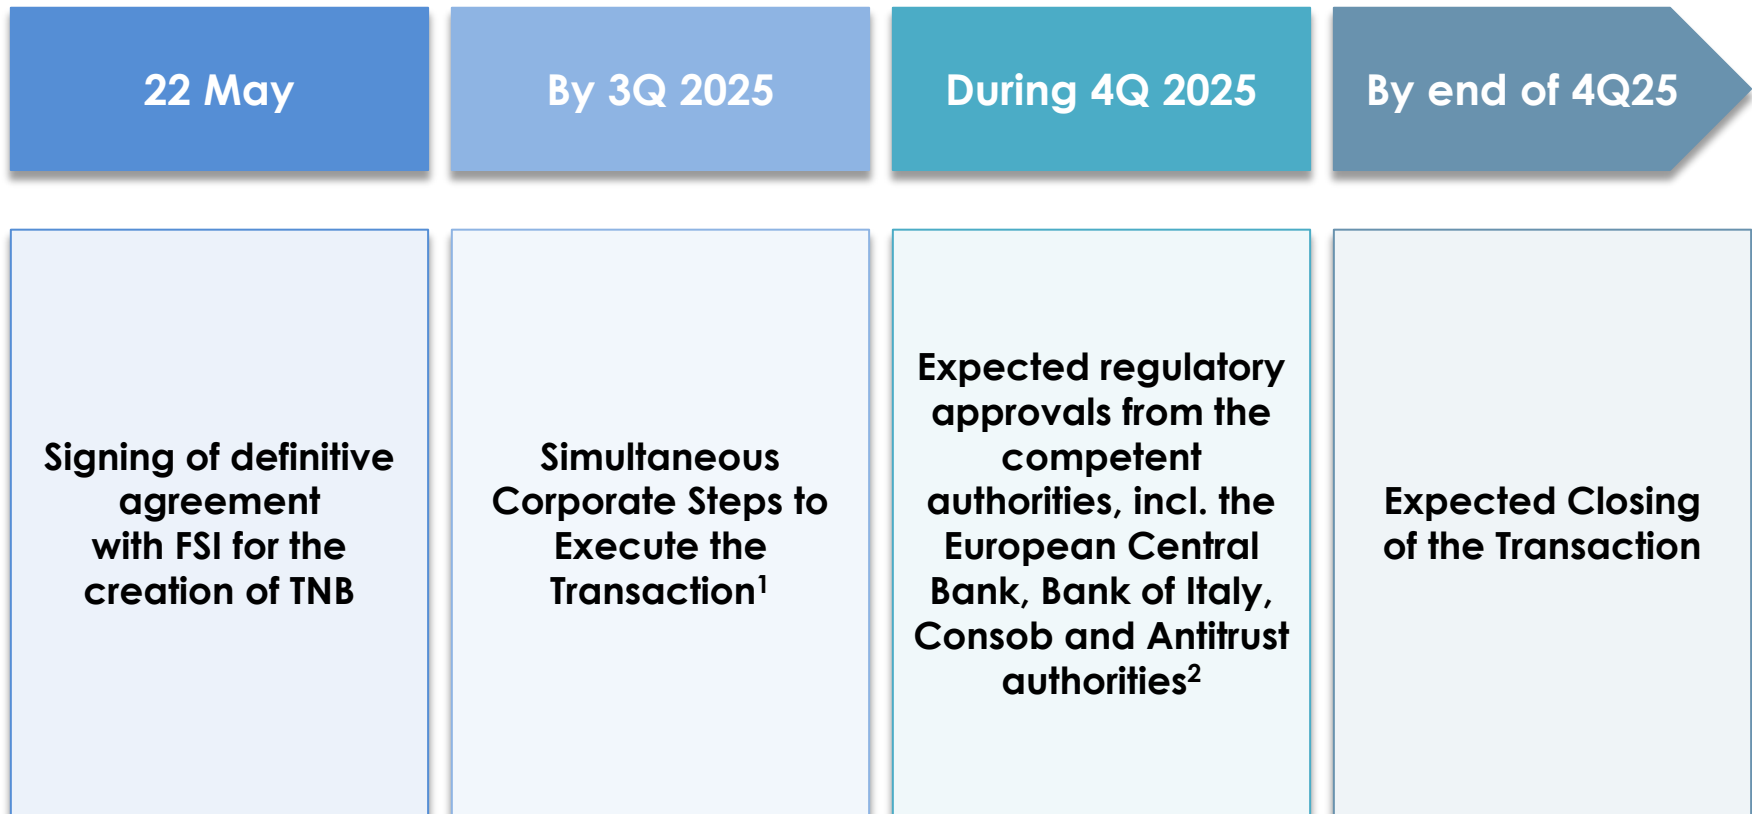 22 May
By 3Q 2025
During 4Q 2025
By end of 4Q25
Signing of definitive
agreement
with FSI for the
creation of TNB
Simultaneous
Corporate Steps to
Execute the
Transaction¹
Expected regulatory
approvals from the
competent
authorities, incl. the
European Central
Bank, Bank of Italy,
Consob and Antitrust
authorities²
Expected Closing
of the Transaction